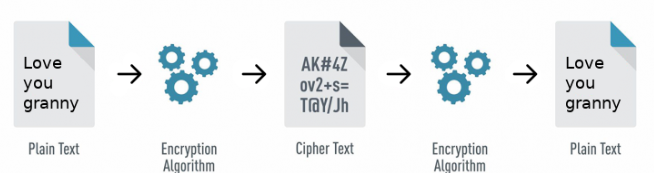 Love
you
granny
Plain Text
Encryption
Algorithm
AK#4Z
ov2+s=
T@Y/Jh
Cipher Text
Encryption
Algorithm
Love
you
granny
Plain Text